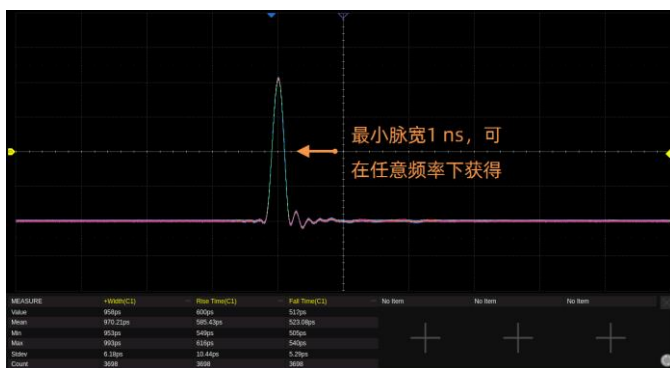 最小脉宽1 ns，可
在任意频率下获得
MEASURE +Width(C1) Rise Time(C1) Fall Time(C1) No Item No Item No Item
Value 958ps 600ps 512ps
Mean 970.21ps 585.43ps 523.08ps
Min 953ps 549ps 505ps
Max 993ps 616ps 540ps
Stdev 6.18ps 10.44ps 5.29ps
Count 3698 3698 3698